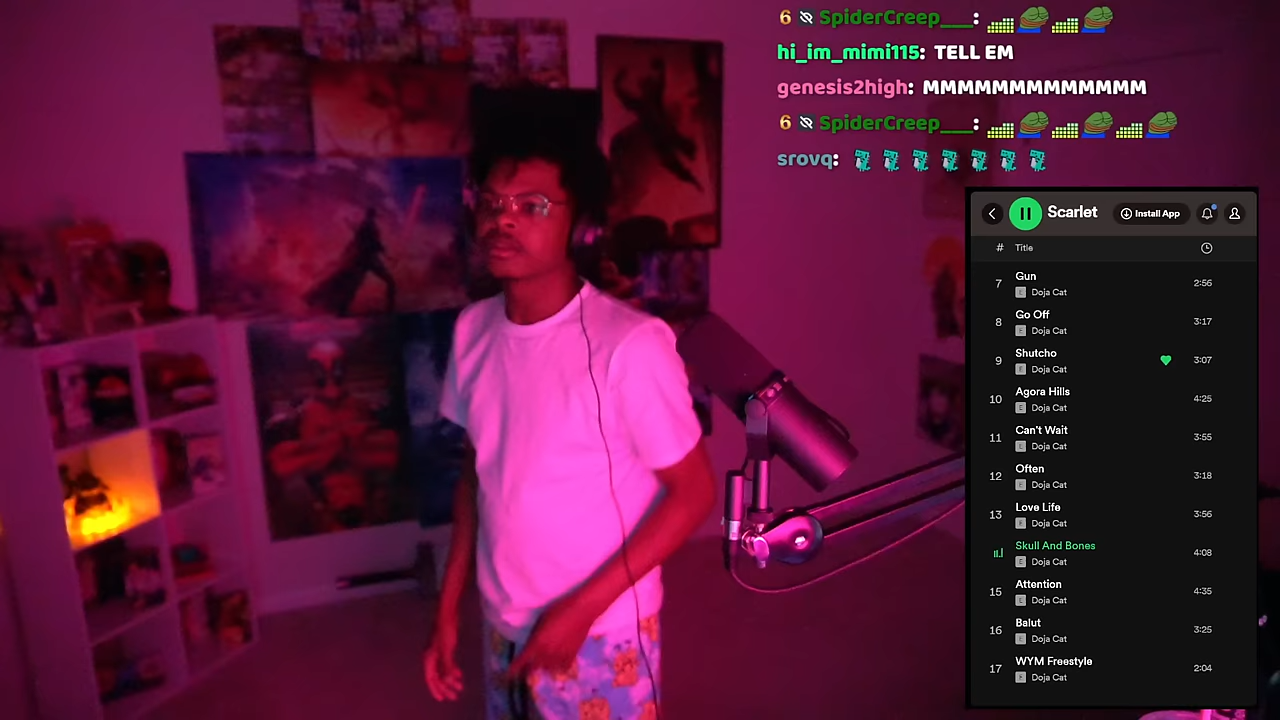 6 SpiderCreep___:
hi_im_mimi115: TELL EM
genesis2high: MMMMMMMMMMMMM
6 SpiderCreep___:
srovq:
Scarlet
Install App
# Title
7 Gun 2:56
E Doja Cat
8 Go Off 3:17
E Doja Cat
9 Shutcho 3:07
E Doja Cat
10 Agora Hills 4:25
E Doja Cat
11 Can't Wait 3:55
E Doja Cat
12 Often 3:18
E Doja Cat
13 Love Life 3:56
E Doja Cat
Skull And Bones 4:08
E Doja Cat
15 Attention 4:35
E Doja Cat
16 Balut 3:25
E Doja Cat
17 WYM Freestyle 2:04
E Doja Cat